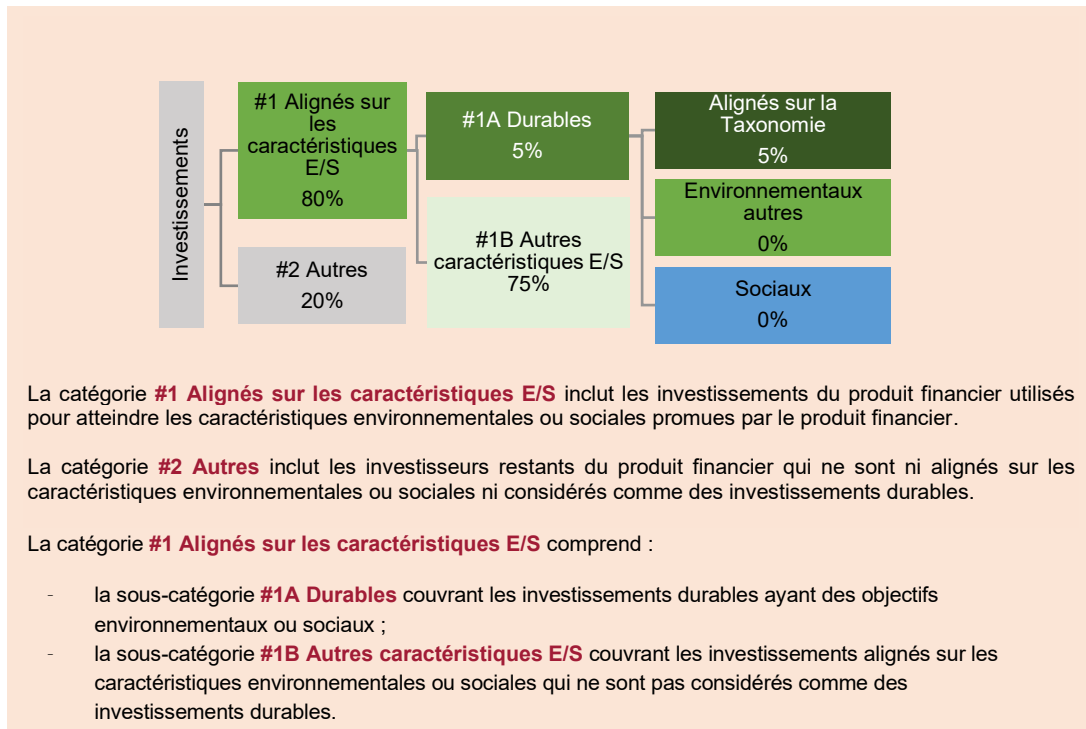 Investissements
#1 Alignés sur
les
caractéristiques
E/S
80%
#2 Autres
20%
#1A Durables
5%
#1B Autres
caractéristiques E/S
75%
Alignés sur la
Taxonomie
5%
Environnementaux
autres
0%
Sociaux
0%
La catégorie #1 Alignés sur les caractéristiques E/S inclut les investissements du produit financier utilisés
pour atteindre les caractéristiques environnementales ou sociales promues par le produit financier.
La catégorie #2 Autres inclut les investisseurs restants du produit financier qui ne sont ni alignés sur les
caractéristiques environnementales ou sociales ni considérés comme des investissements durables.
La catégorie #1 Alignés sur les caractéristiques E/S comprend :
- la sous-catégorie #1A Durables couvrant les investissements durables ayant des objectifs
environnementaux ou sociaux ;
- la sous-catégorie #1B Autres caractéristiques E/S couvrant les investissements alignés sur les
caractéristiques environnementales ou sociales qui ne sont pas considérés comme des
investissements durables.